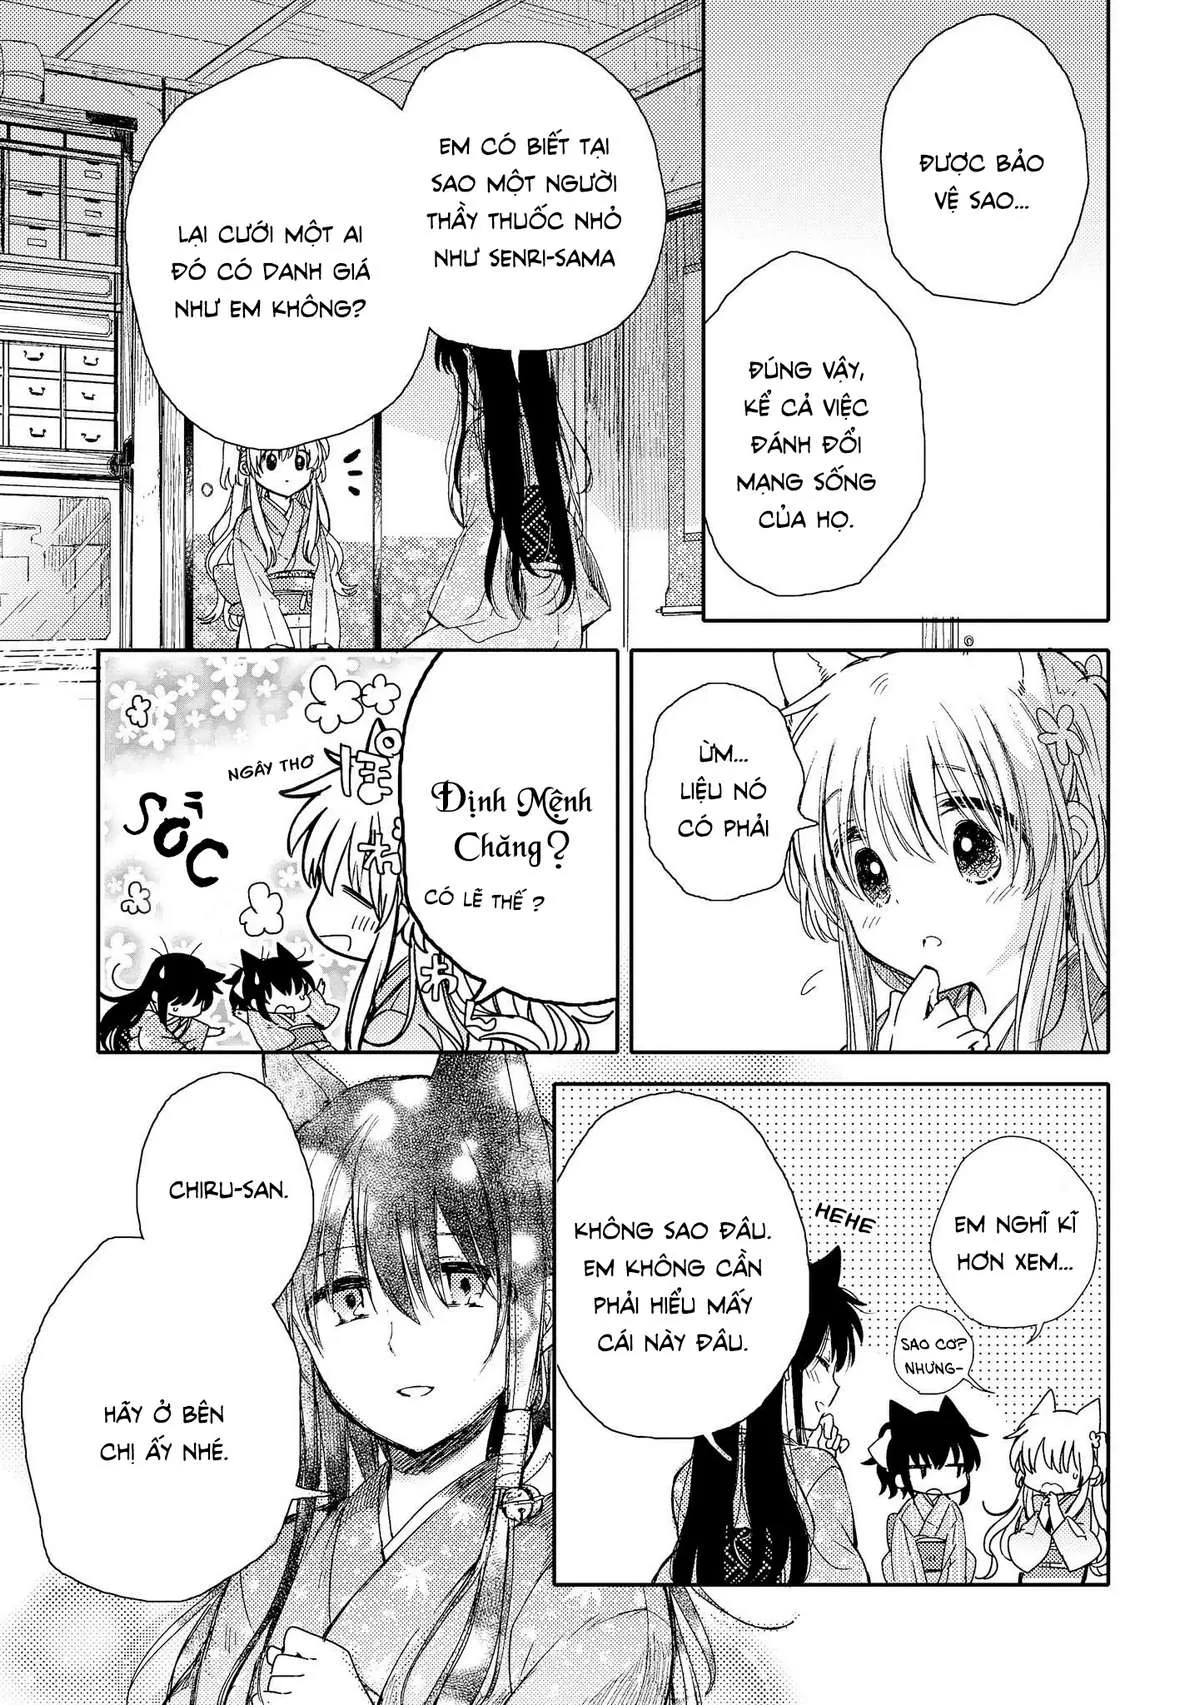 ĐƯỢC BẢO
VỆ SAO...
ĐÚNG VẬY,
KỂ CẢ VIỆC
ĐÁNH ĐỔI
MẠNG SỐNG
CỦA HỌ.
EM CÓ BIẾT TẠI
SAO MỘT NGƯỜI
THẦY THUỐC NHỎ
NHƯ SENRI-SAMA
LẠI CƯỚI MỘT AI
ĐÓ CÓ DANH GIÁ
NHƯ EM KHÔNG?
ỪM...
LIỆU NÓ
CÓ PHẢI
Định Mệnh
Chăng?
CÓ LẼ THẾ ?
NGÂY THƠ
ぽ
わ
わ
SỐC
EM NGHĨ KĨ
HƠN XEM...
SAO CƠ?
NHƯNG-
HEHE
KHÔNG SAO ĐÂU.
EM KHÔNG CẦN
PHẢI HIỂU MẤY
CÁI NÀY ĐÂU.
CHIRU-SAN.
HÃY Ở BÊN
CHỊ ẤY NHÉ.